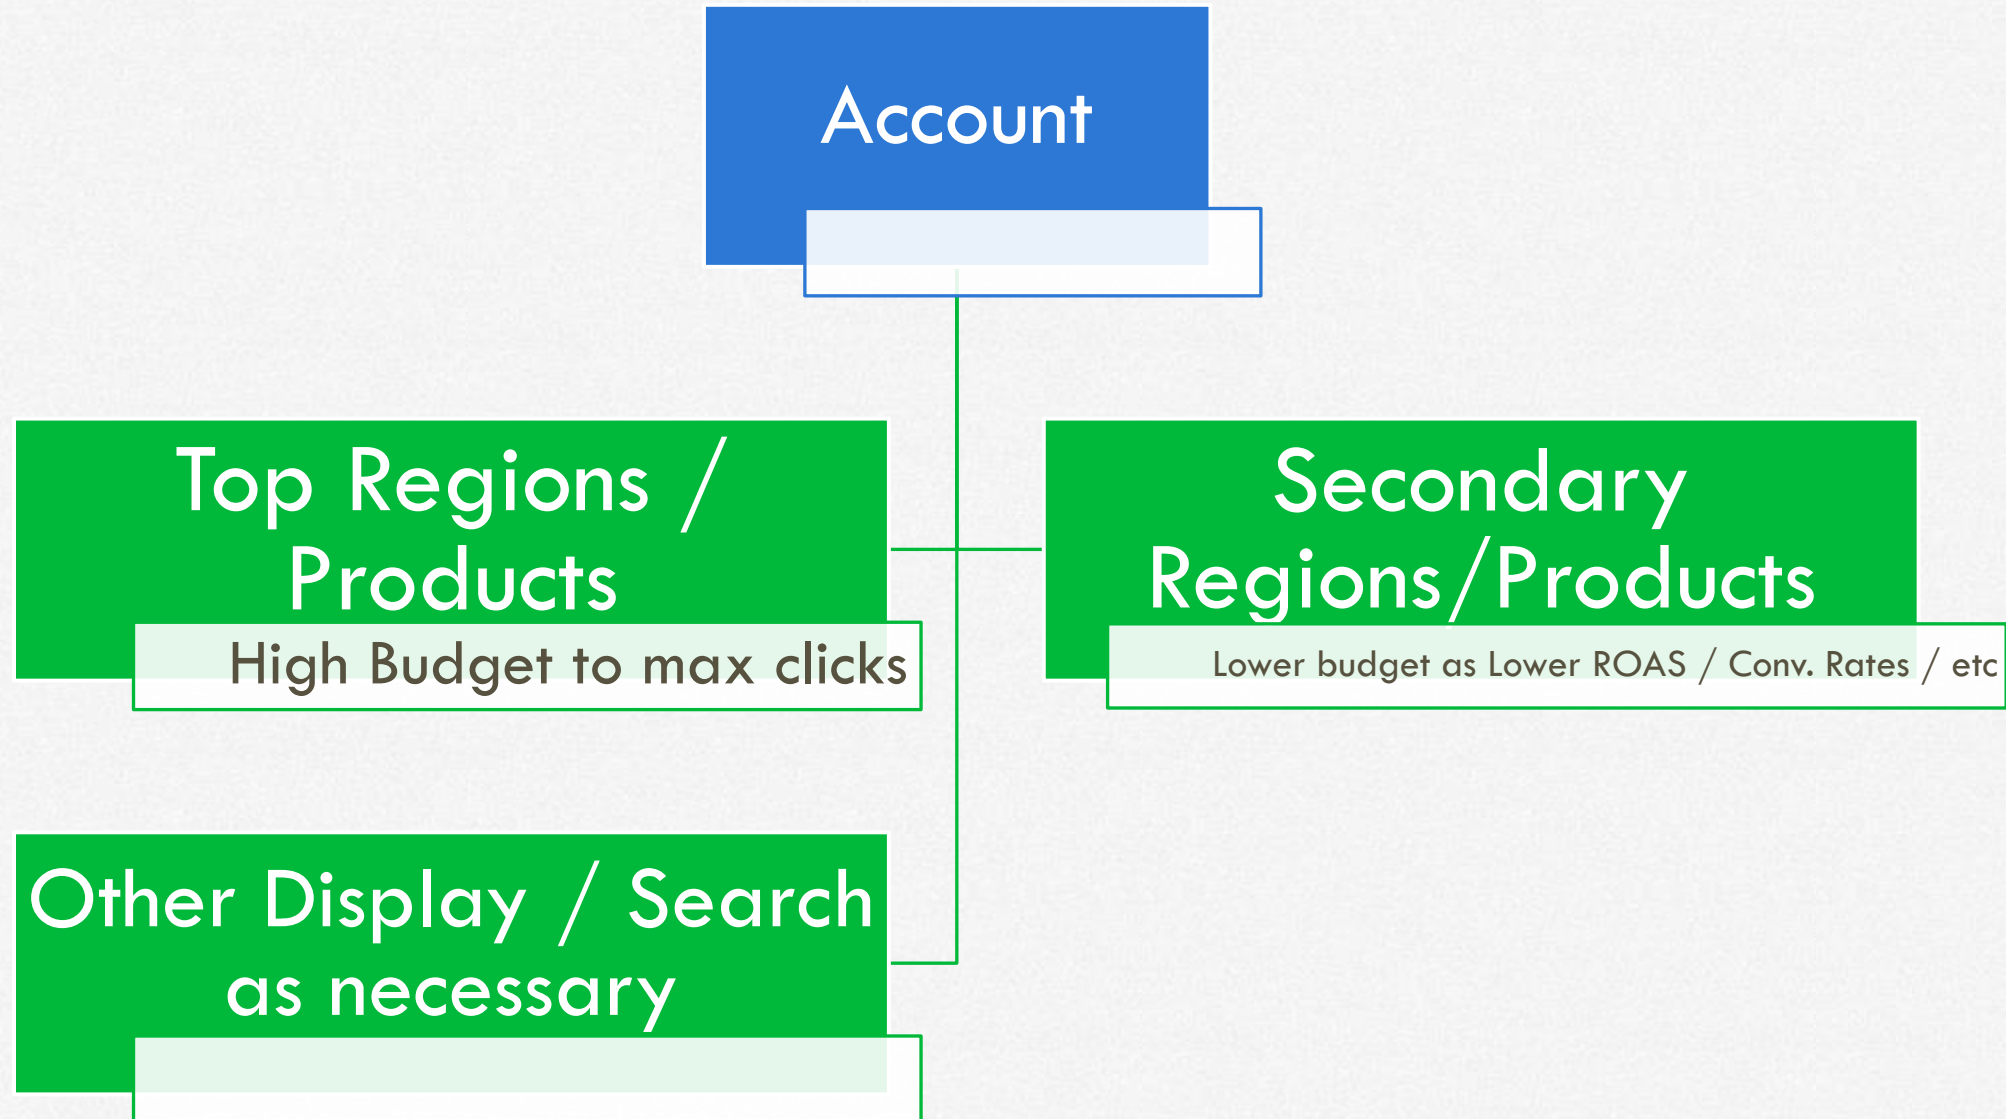 Account
Top Regions /
Products
High Budget to max clicks
Secondary
Regions/Products
Lower budget as Lower ROAS / Conv. Rates / etc
Other Display / Search
as necessary